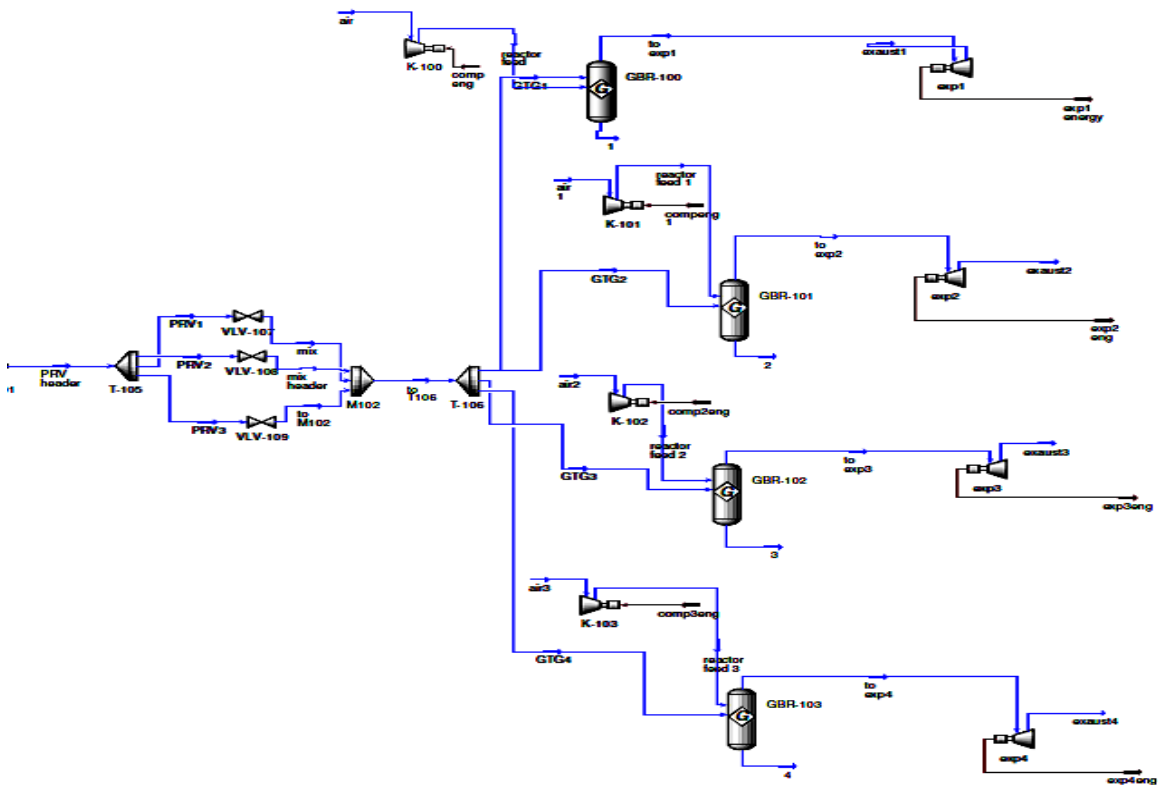 air
K-100
comp
eng
reactor
feed
GTG1
GBR-100
G
1
to
exp1
exaust1
exp1
exp1
energy
air
1
K-101
reactor
feed 1
compeng
1
GTG2
GBR-101
G
2
to
exp2
exaust2
exp2
exp2
eng
PRV
header
T-105
PRV1
VLV-107
mix
PRV2
VLV-108
mix
header
PRV3
VLV-109
to
M102
M102
to
T106
T-106
air2
K-102
comp2eng
reactor
feed 2
GTG3
GBR-102
G
3
to
exp3
exaust3
exp3
exp3eng
air3
K-103
comp3eng
reactor
feed 3
GTG4
GBR-103
G
4
to
exp4
exaust4
exp4
exp4eng